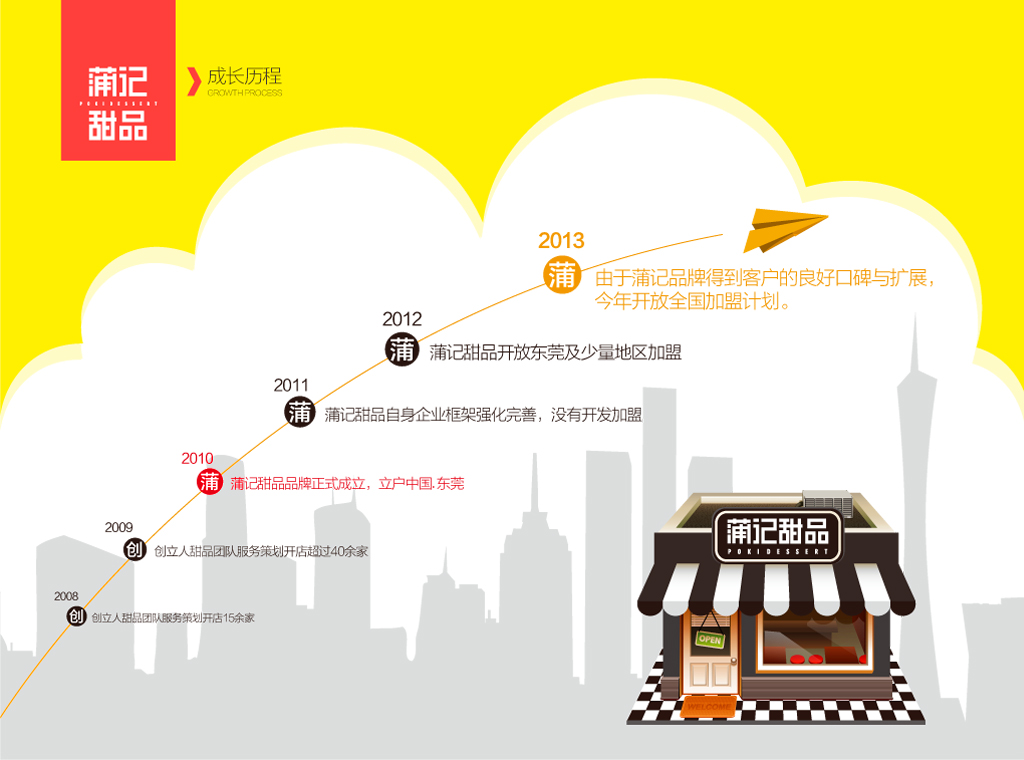 蒲记
POKIDESSERT
甜品
成长历程
GROWTH PROCESS
2013
蒲
由于蒲记品牌得到客户的良好口碑与扩展，
今年开放全国加盟计划。
2012
蒲
蒲记甜品开放东莞及少量地区加盟
2011
蒲
蒲记甜品自身企业框架强化完善，没有开发加盟
2010
蒲
蒲记甜品品牌正式成立，立户中国.东莞
2009
创
创立人甜品团队服务策划开店超过40余家
2008
创
创立人甜品团队服务策划开店15余家
蒲记甜品
POKIDESSERT
OPEN
WELCOME